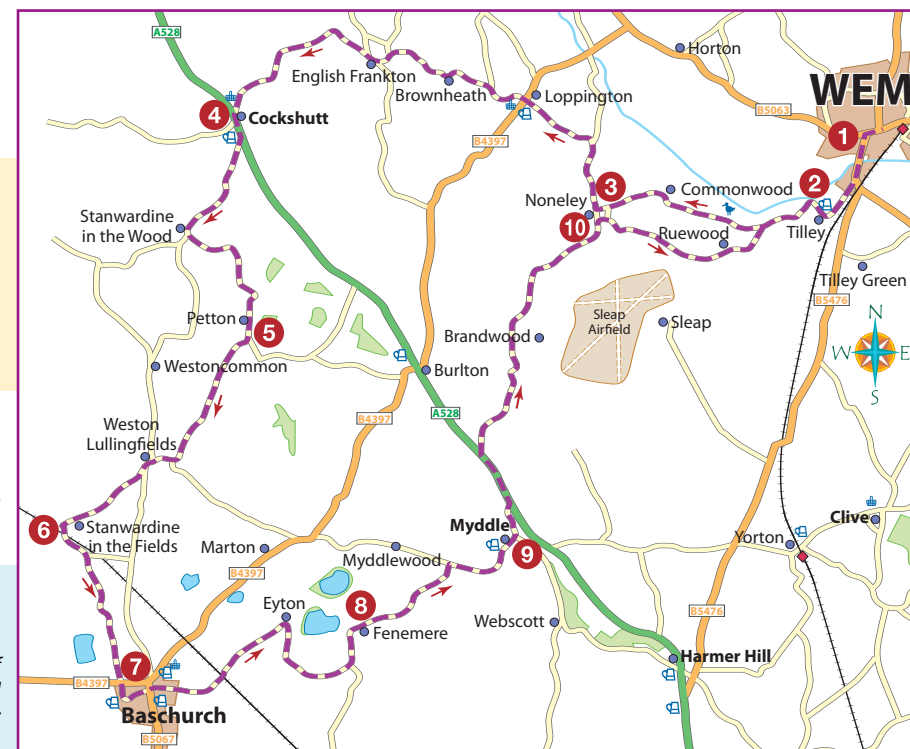 A528
Horton
English Frankton
Brownheath
Loppington
WEM
B5063
1
4
Cockshutt
B4397
3
Commonwood
2
Noneley
10
Ruewood
Tilley
Stanwardine
in the Wood
Tilley Green
B5476
Petton
5
Sleap
Airfield
Sleap
Brandwood
N
W
E
S
Westoncommon
Burlton
B4397
A528
Weston
Lullingfields
6
Stanwardine
in the Fields
Marton
Myddle
9
Clive
Yorton
Myddlewood
B4397
Eyton
8
Fenemere
Webscott
B5476
7
Harmer Hill
B4397
Baschurch
B5067